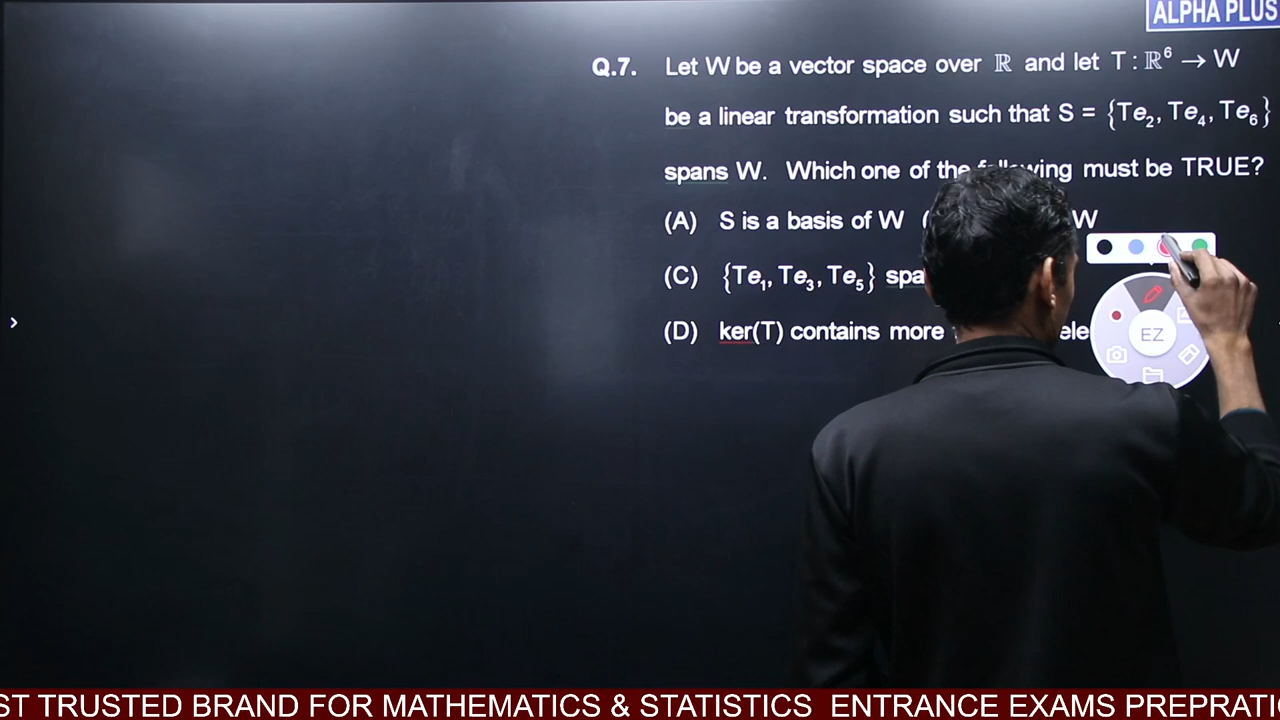 ALPHA PLUS
Q.7. Let W be a vector space over ℝ and let T : ℝ⁶ → W
be a linear transformation such that S = {Te₂, Te₄, Te₆}
spans W. Which one of the following must be TRUE?
(A) S is a basis of W W
(C) {Te₁, Te₃, Te₅}
(D) ker(T) contains more
EZ
TRUSTED BRAND FOR MATHEMATICS & STATISTICS ENTRANCE EXAMS